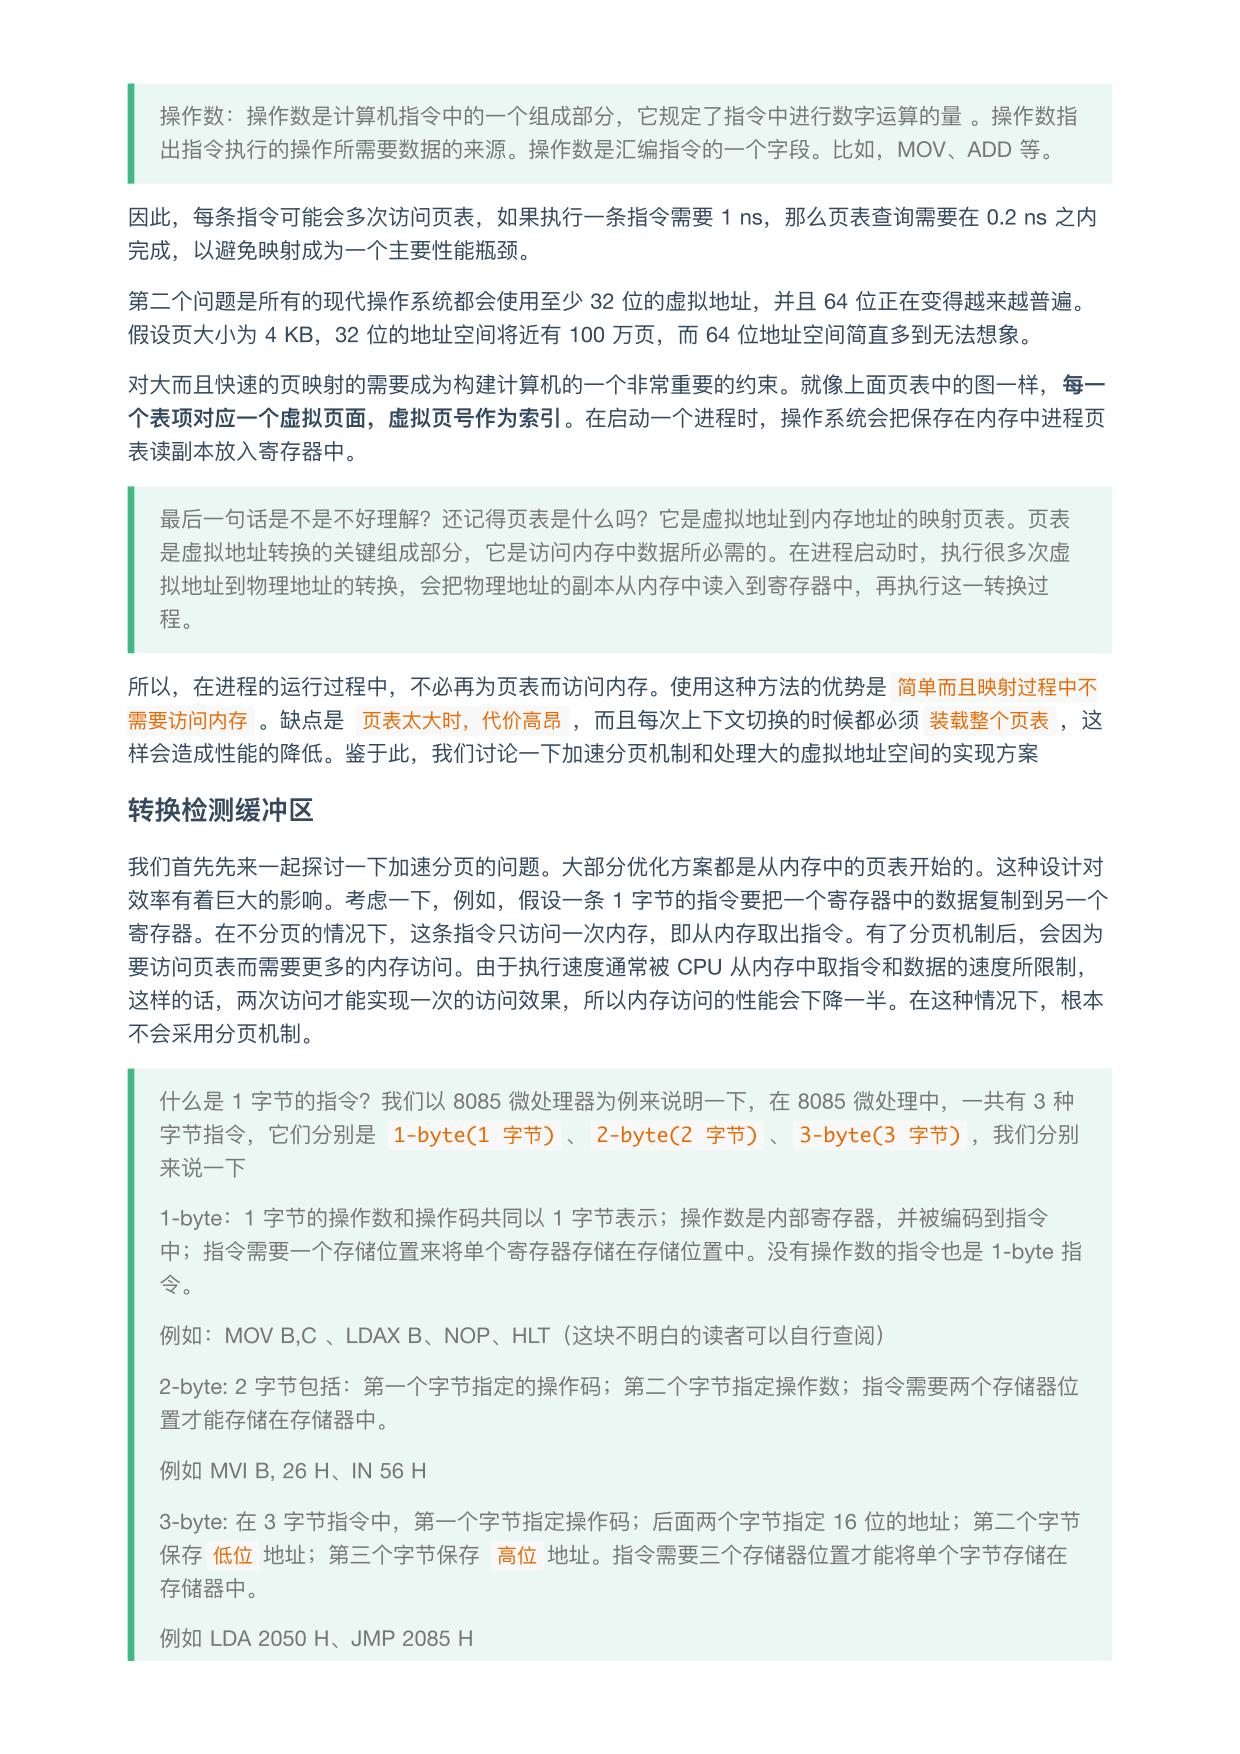 操作数：操作数是计算机指令中的一个组成部分，它规定了指令中进行数字运算的量 。操作数指
出指令执行的操作所需要数据的来源。操作数是汇编指令的一个字段。比如，MOV、ADD 等。
因此，每条指令可能会多次访问页表，如果执行一条指令需要 1 ns，那么页表查询需要在 0.2 ns 之内
完成，以避免映射成为一个主要性能瓶颈。
第二个问题是所有的现代操作系统都会使用至少 32 位的虚拟地址，并且 64 位正在变得越来越普遍。
假设页大小为 4 KB，32 位的地址空间将近有 100 万页，而 64 位地址空间简直多到无法想象。
对大而且快速的页映射的需要成为构建计算机的一个非常重要的约束。就像上面页表中的图一样，每一
个表项对应一个虚拟页面，虚拟页号作为索引。在启动一个进程时，操作系统会把保存在内存中进程页
表读副本放入寄存器中。
最后一句话是不是不好理解？还记得页表是什么吗？它是虚拟地址到内存地址的映射页表。页表
是虚拟地址转换的关键组成部分，它是访问内存中数据所必需的。在进程启动时，执行很多次虚
拟地址到物理地址的转换，会把物理地址的副本从内存中读入到寄存器中，再执行这一转换过
程。
所以，在进程的运行过程中，不必再为页表而访问内存。使用这种方法的优势是 简单而且映射过程中不
需要访问内存 。缺点是 页表太大时，代价高昂 ，而且每次上下文切换的时候都必须 装载整个页表 ，这
样会造成性能的降低。鉴于此，我们讨论一下加速分页机制和处理大的虚拟地址空间的实现方案
转换检测缓冲区
我们首先先来一起探讨一下加速分页的问题。大部分优化方案都是从内存中的页表开始的。这种设计对
效率有着巨大的影响。考虑一下，例如，假设一条 1 字节的指令要把一个寄存器中的数据复制到另一个
寄存器。在不分页的情况下，这条指令只访问一次内存，即从内存取出指令。有了分页机制后，会因为
要访问页表而需要更多的内存访问。由于执行速度通常被 CPU 从内存中取指令和数据的速度所限制，
这样的话，两次访问才能实现一次的访问效果，所以内存访问的性能会下降一半。在这种情况下，根本
不会采用分页机制。
什么是 1 字节的指令？我们以 8085 微处理器为例来说明一下，在 8085 微处理中，一共有 3 种
字节指令，它们分别是 1-byte(1 字节) 、 2-byte(2 字节) 、 3-byte(3 字节) ，我们分别
来说一下
1-byte：1 字节的操作数和操作码共同以 1 字节表示；操作数是内部寄存器，并被编码到指令
中；指令需要一个存储位置来将单个寄存器存储在存储位置中。没有操作数的指令也是 1-byte 指
令。
例如：MOV B,C 、LDAX B、NOP、HLT（这块不明白的读者可以自行查阅）
2-byte: 2 字节包括：第一个字节指定的操作码；第二个字节指定操作数；指令需要两个存储器位
置才能存储在存储器中。
例如 MVI B, 26 H、IN 56 H
3-byte: 在 3 字节指令中，第一个字节指定操作码；后面两个字节指定 16 位的地址；第二个字节
保存 低位 地址；第三个字节保存 高位 地址。指令需要三个存储器位置才能将单个字节存储在
存储器中。
例如 LDA 2050 H、JMP 2085 H